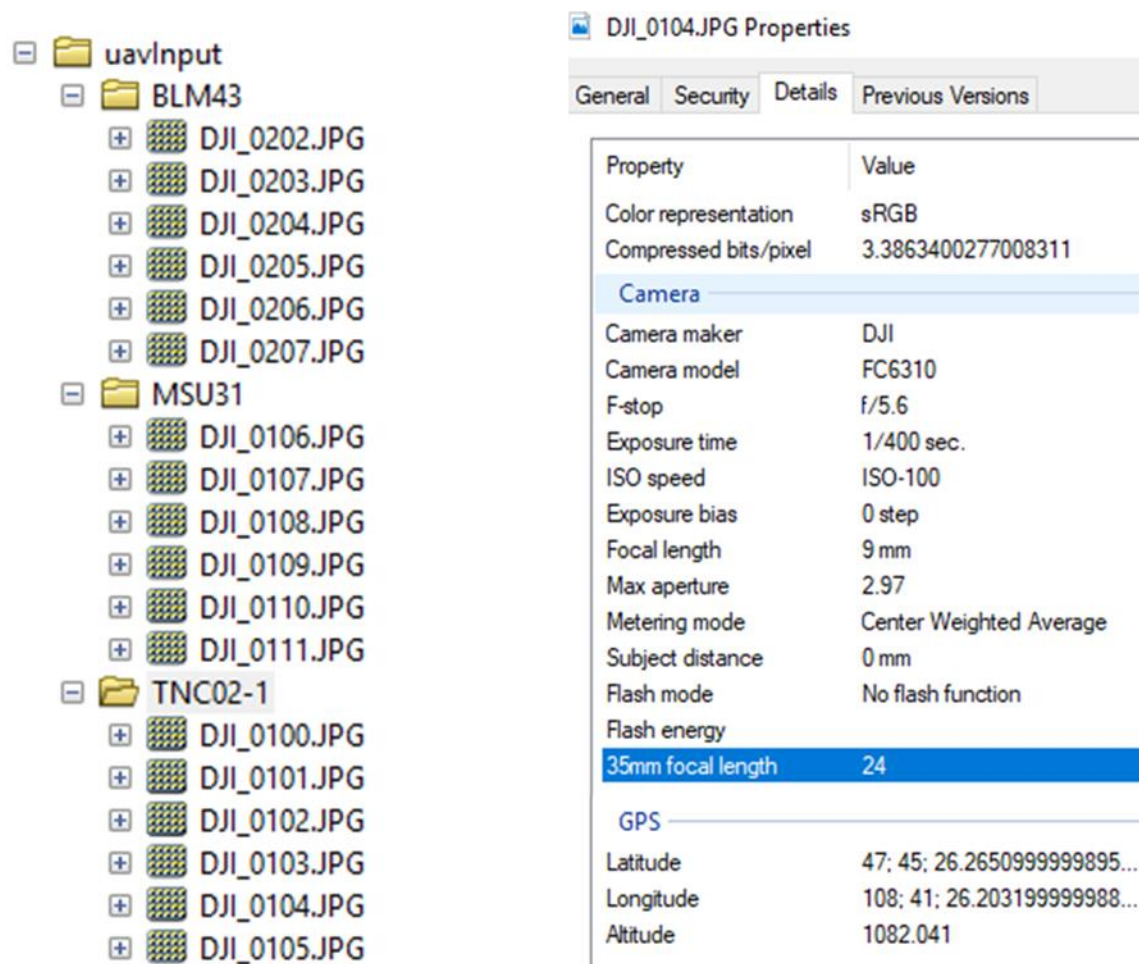 uavInput
BLM43
DJI_0202.JPG
DJI_0203.JPG
DJI_0204.JPG
DJI_0205.JPG
DJI_0206.JPG
DJI_0207.JPG
MSU31
DJI_0106.JPG
DJI_0107.JPG
DJI_0108.JPG
DJI_0109.JPG
DJI_0110.JPG
DJI_0111.JPG
TNC02-1
DJI_0100.JPG
DJI_0101.JPG
DJI_0102.JPG
DJI_0103.JPG
DJI_0104.JPG
DJI_0105.JPG
DJI_0104.JPG Properties
General Security Details Previous Versions
Property Value
Color representation sRGB
Compressed bits/pixel 3.3863400277008311
Camera
Camera maker DJI
Camera model FC6310
F-stop f/5.6
Exposure time 1/400 sec.
ISO speed ISO-100
Exposure bias 0 step
Focal length 9 mm
Max aperture 2.97
Metering mode Center Weighted Average
Subject distance 0 mm
Flash mode No flash function
Flash energy
35mm focal length 24
GPS
Latitude 47; 45; 26.2650999999895...
Longitude 108; 41; 26.203199999988...
Altitude 1082.041